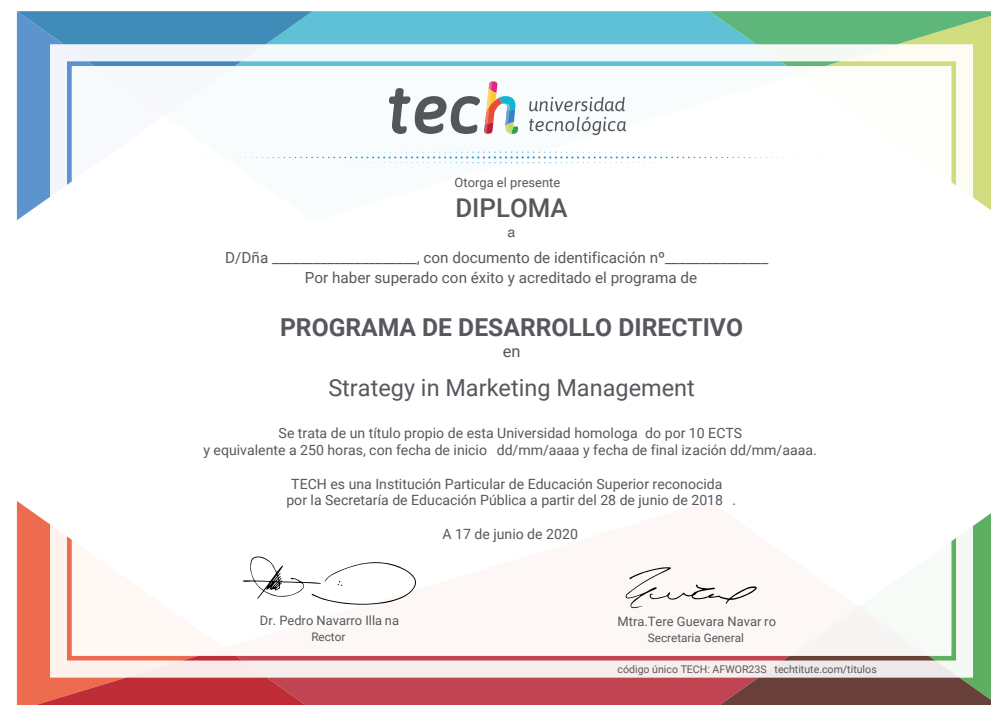 tech universidad
tecnológica
Otorga el presente
DIPLOMA
a
D/Dña ____________________, con documento de identificación nº_______________
Por haber superado con éxito y acreditado el programa de
PROGRAMA DE DESARROLLO DIRECTIVO
en
Strategy in Marketing Management
Se trata de un título propio de esta Universidad homologa do por 10 ECTS
y equivalente a 250 horas, con fecha de inicio dd/mm/aaaa y fecha de final ización dd/mm/aaaa.
TECH es una Institución Particular de Educación Superior reconocida
por la Secretaría de Educación Pública a partir del 28 de junio de 2018 .
A 17 de junio de 2020
Dr. Pedro Navarro Illa na
Rector
Mtra.Tere Guevara Navar ro
Secretaria General
código único TECH: AFWOR23S techtitute.com/titulos